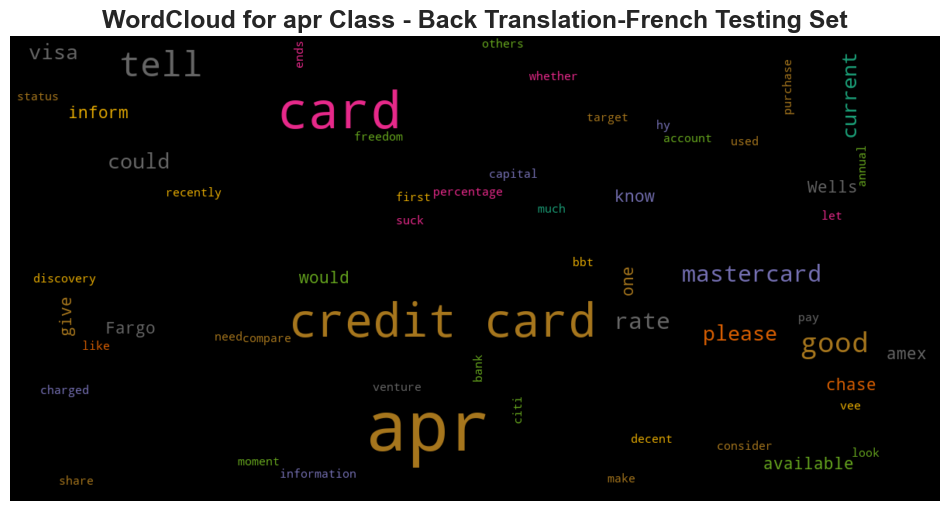 WordCloud for apr Class - Back Translation-French Testing Set
others
visa
tell
ends
whether
purchase
current
status
inform
card
target
hy
freedom
account
used
could
annual
capital
Wells
recently
first
percentage
know
much
let
suck
bbt
discovery
would
one
mastercard
give
Fargo
credit card
rate
pay
please
good
like
need
compare
amex
bank
charged
venture
chase
citi
vee
apr
decent
consider
look
moment
available
information
share
make